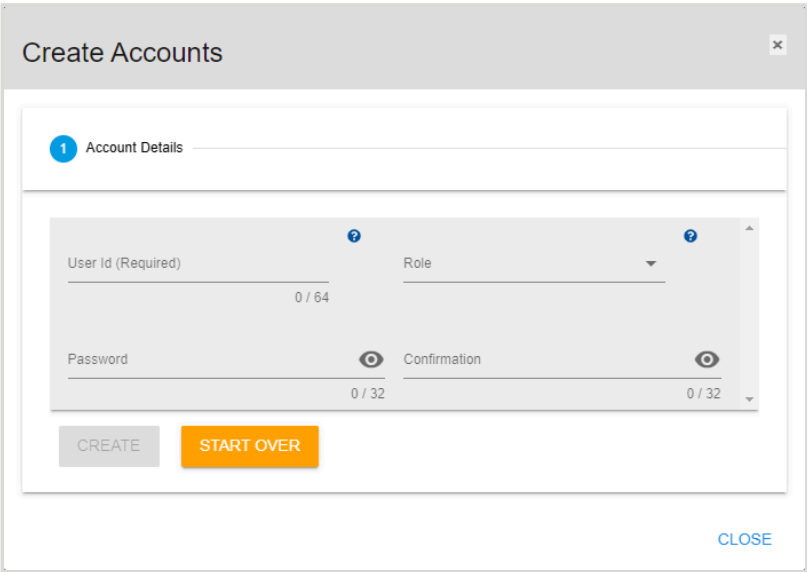 Create Accounts
1 Account Details
User Id (Required)
0 / 64
Role
Password
0 / 32
Confirmation
0 / 32
CREATE
START OVER
CLOSE